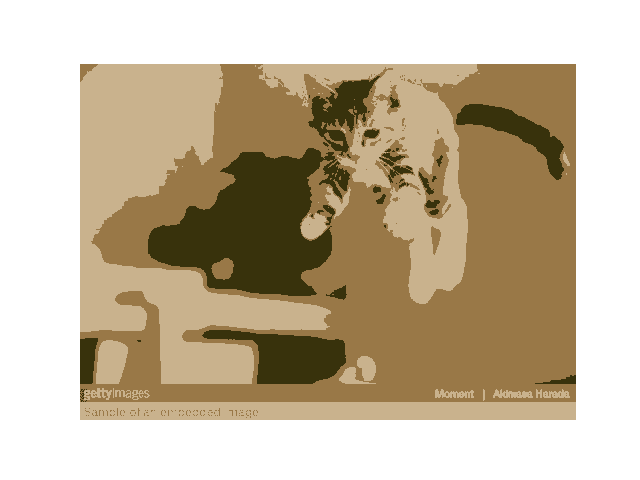 gettyimages
Moment | Akimasa Harada
Sample of an embedded image